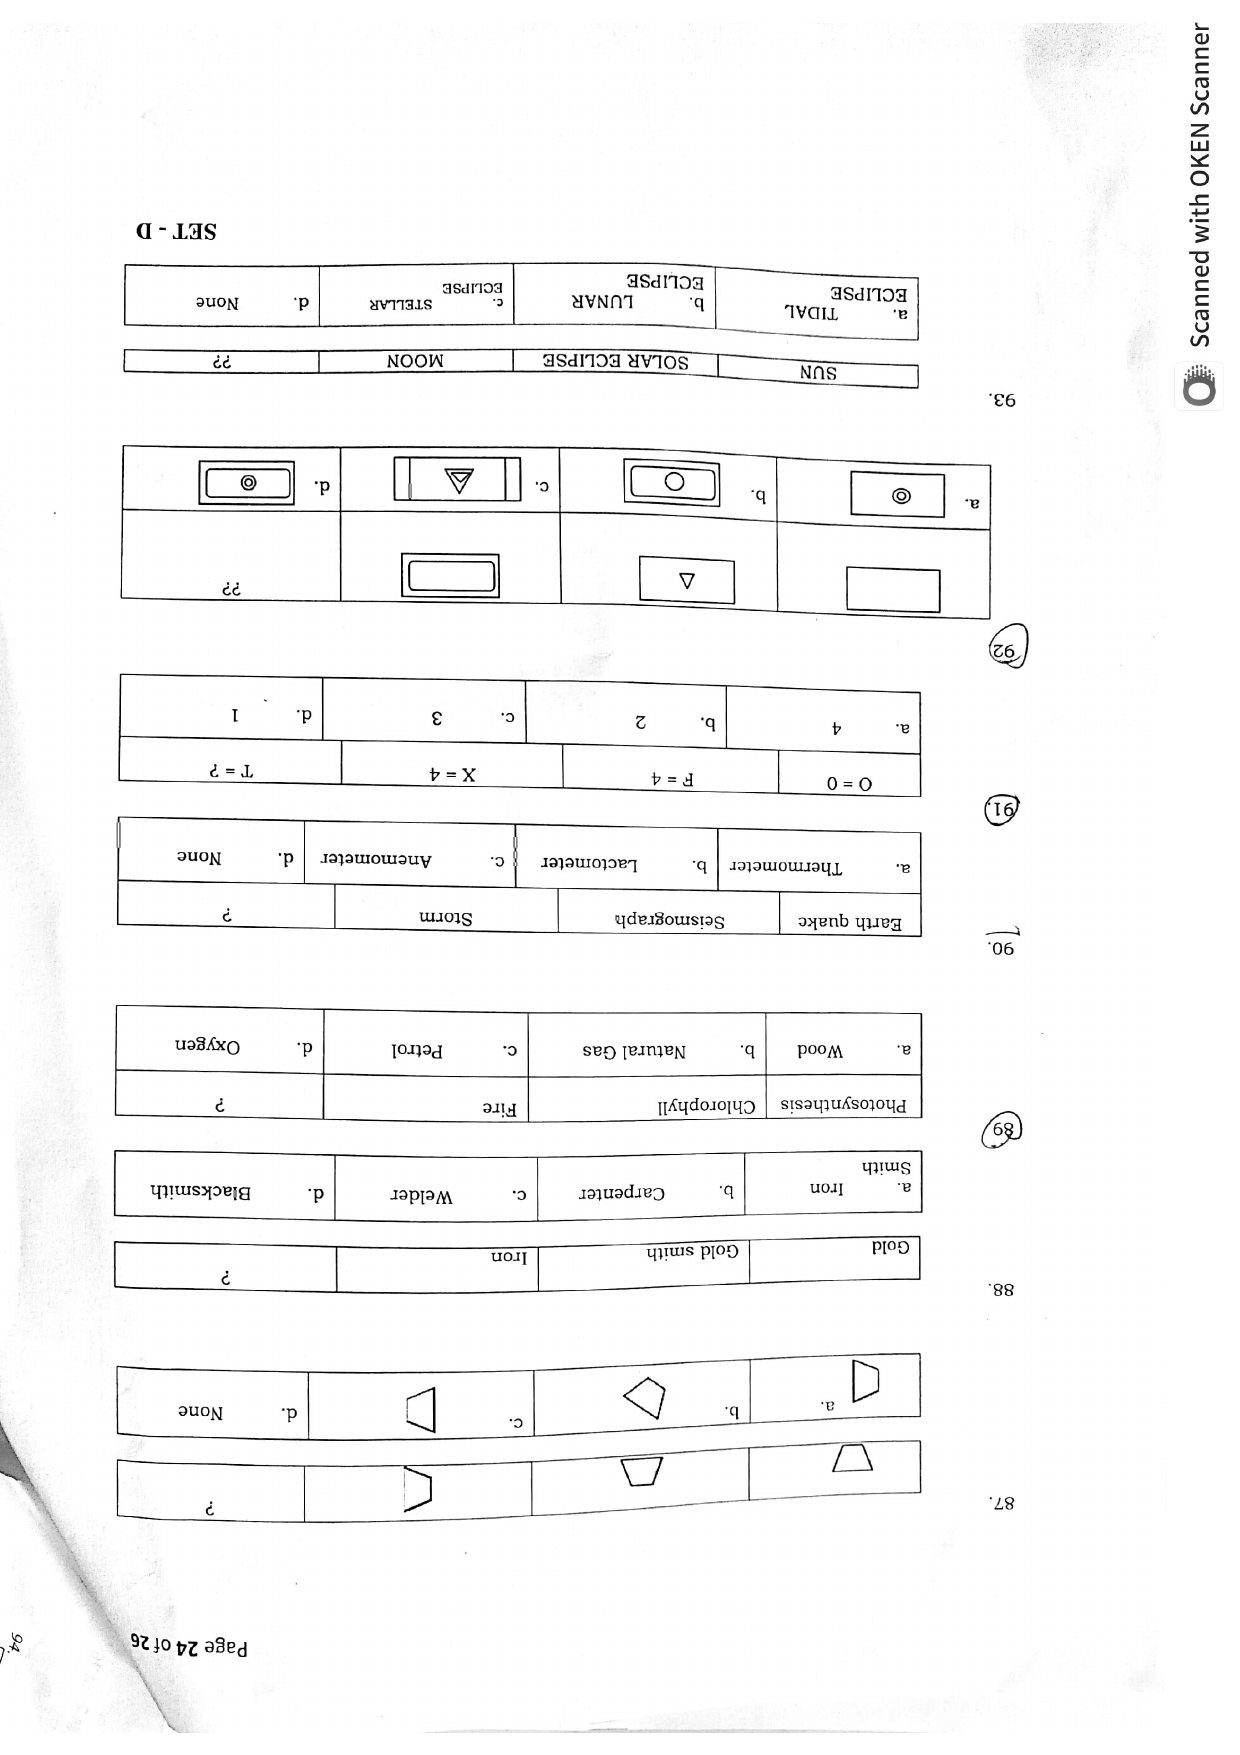 Page 24 of 26
87.
?
a.
b.
c.
d. None
88.
Gold Gold smith Iron ?
a. Iron Smith
b. Carpenter
c. Welder
d. Blacksmith
89
Photosynthesis Chlorophyll Fire ?
a. Wood
b. Natural Gas
c. Petrol
d. Oxygen
90.
Earth quake Seismograph Storm ?
a. Thermometer
b. Lactometer
c. Anemometer
d. None
91.
O = 0 F = 4 X = 4 T = ?
a. 4
b. 2
c. 3
d. 1
92
??
a.
b.
c.
d.
93.
SUN SOLAR ECLIPSE MOON ??
a. TIDAL
ECLIPSE
b. LUNAR
ECLIPSE
c. STELLAR
ECLIPSE
d. None
SET - D
94.
Scanned with OKEN Scanner